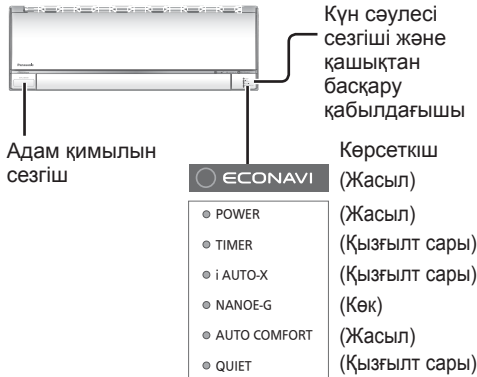 Күн сәулесі
сезгіші және
қашықтан
басқару
қабылдағышы
Panasonic
Адам қимылын
сезгіш
Көрсеткіш
ECONAVI (Жасыл)
POWER (Жасыл)
TIMER (Қызғылт сары)
i AUTO-X (Қызғылт сары)
NANOE-G (Көк)
AUTO COMFORT (Жасыл)
QUIET (Қызғылт сары)